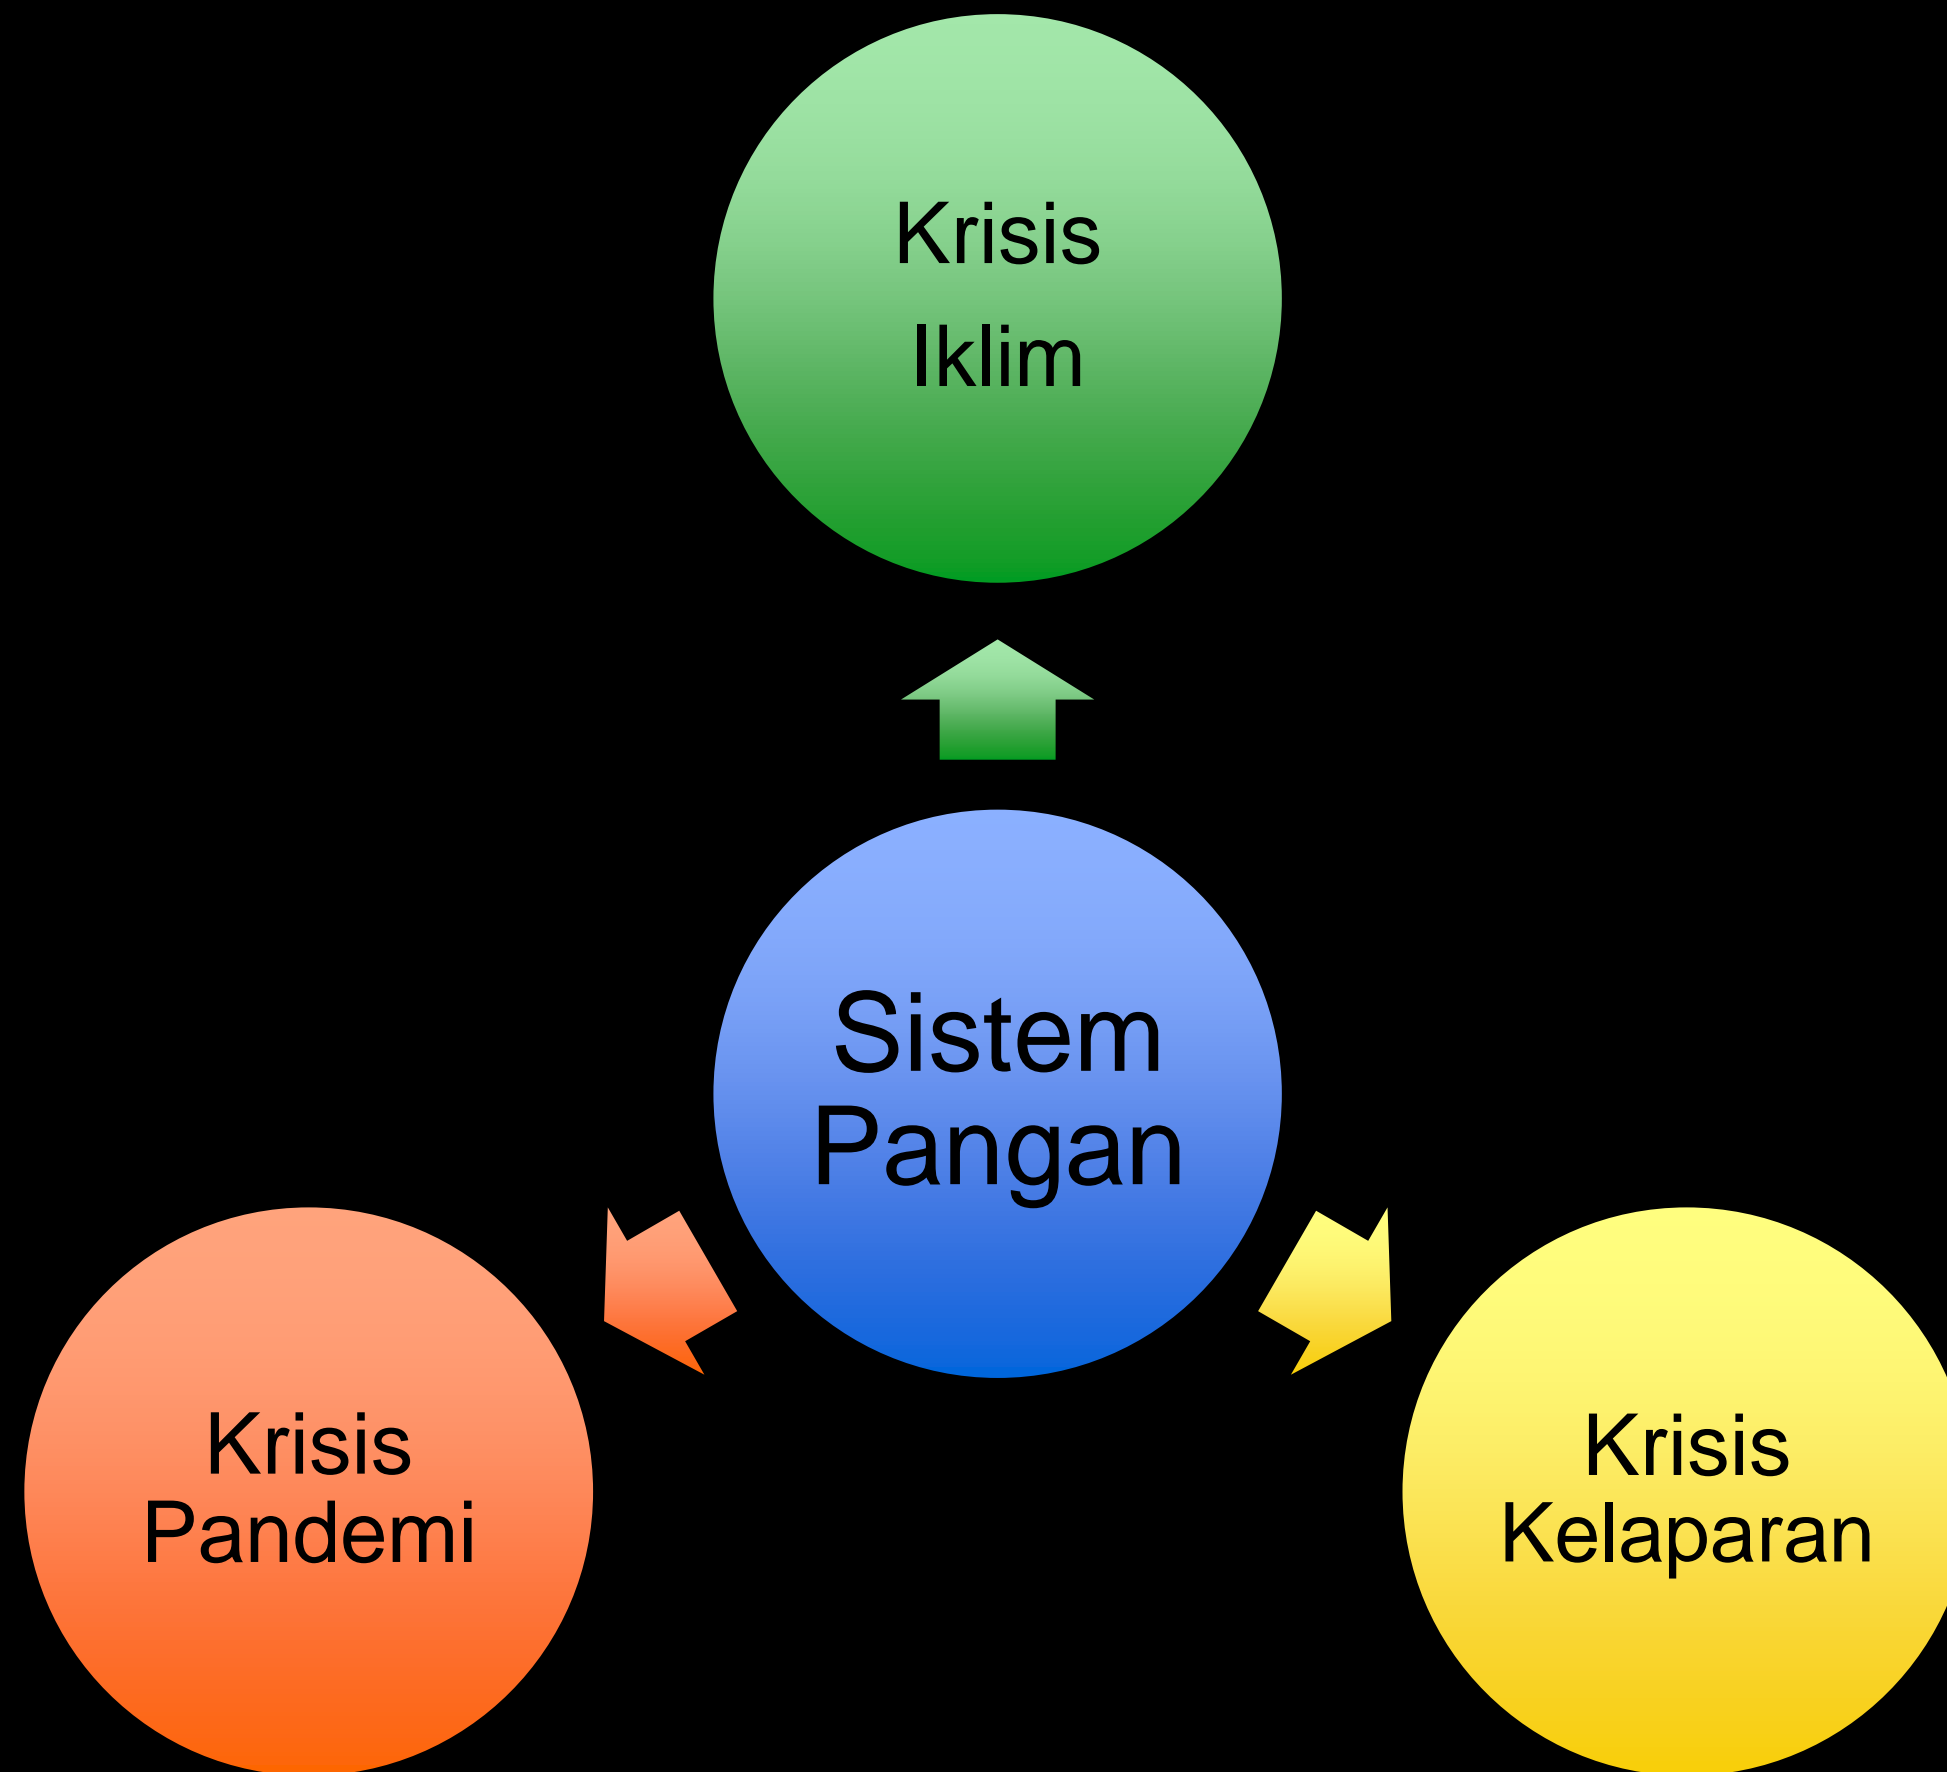 Krisis
Iklim
Sistem
Pangan
Krisis
Pandemi
Krisis
Kelaparan